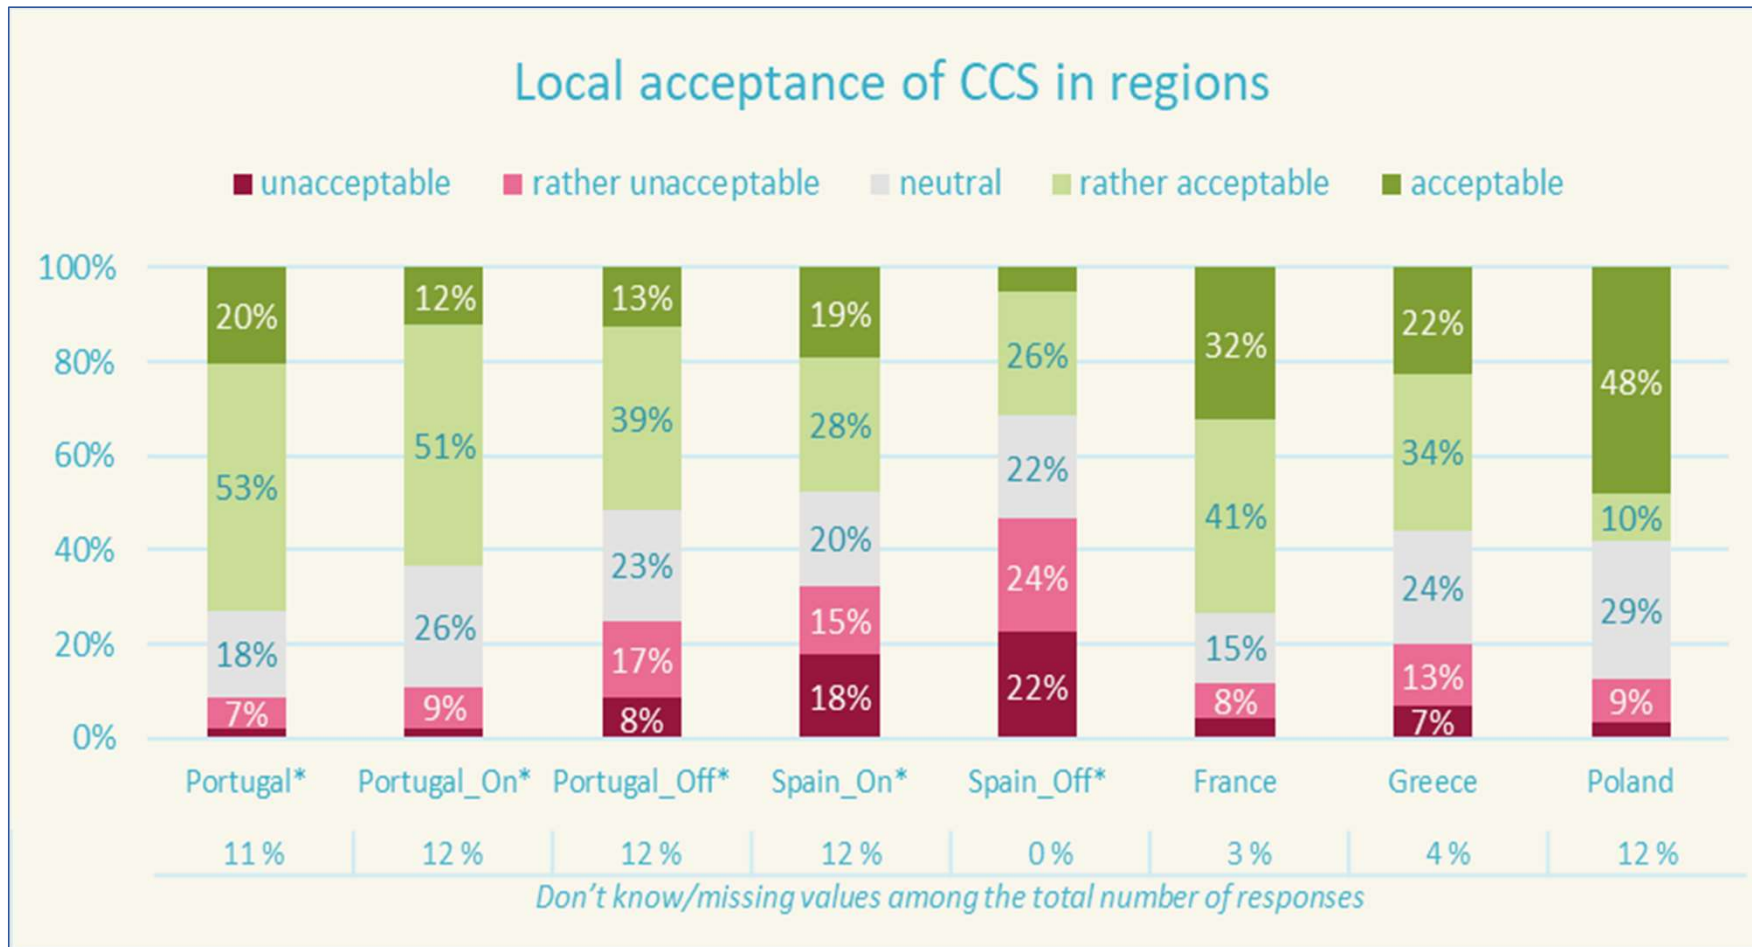 Local acceptance of CCS in regions
unacceptable rather unacceptable neutral rather acceptable acceptable
100%
80%
60%
40%
20%
0%
20% 12% 13% 19% 32% 22% 48%
53% 51% 39% 28% 26% 41% 34% 10%
18% 26% 23% 20% 22% 15% 24% 29%
7% 9% 17% 15% 24% 8% 13% 9%
8% 18% 22% 7%
Portugal* Portugal_On* Portugal_Off* Spain_On* Spain_Off* France Greece Poland
11 % 12 % 12 % 12 % 0 % 3 % 4 % 12 %
Don't know/missing values among the total number of responses